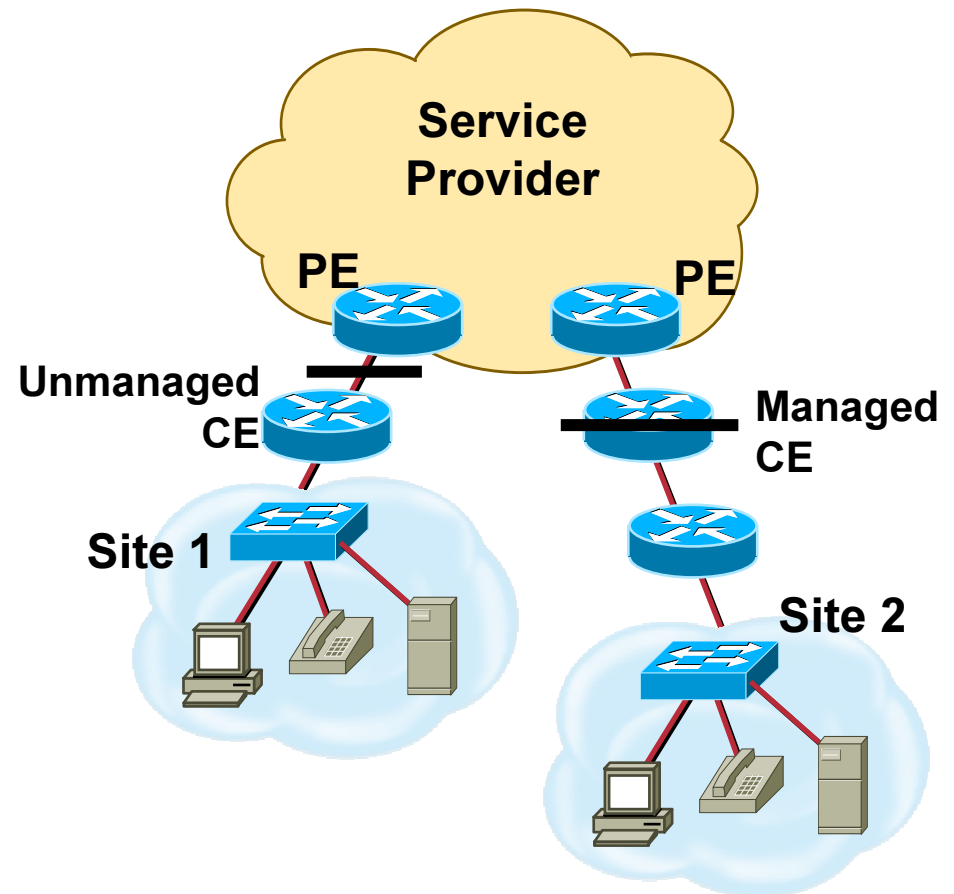 Service
Provider
PE
PE
Unmanaged
CE
Managed
CE
Site 1
Site 2